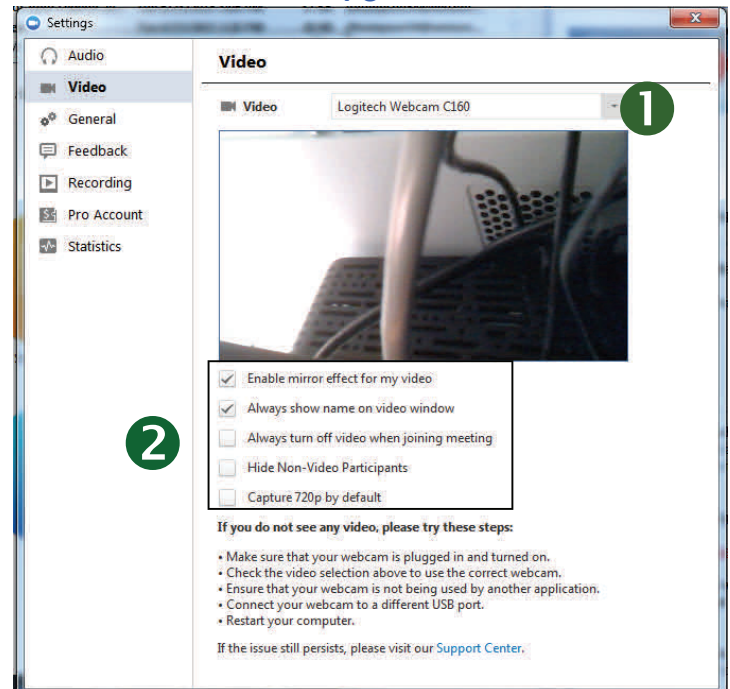 Settings
Audio
Video
General
Feedback
Recording
Pro Account
Statistics
Video
Video Logitech Webcam C160
1
2
Enable mirror effect for my video
Always show name on video window
Always turn off video when joining meeting
Hide Non-Video Participants
Capture 720p by default
If you do not see any video, please try these steps:
• Make sure that your webcam is plugged in and turned on.
• Check the video selection above to use the correct webcam.
• Ensure that your webcam is not being used by another application.
• Connect your webcam to a different USB port.
• Restart your computer.
If the issue still persists, please visit our Support Center.